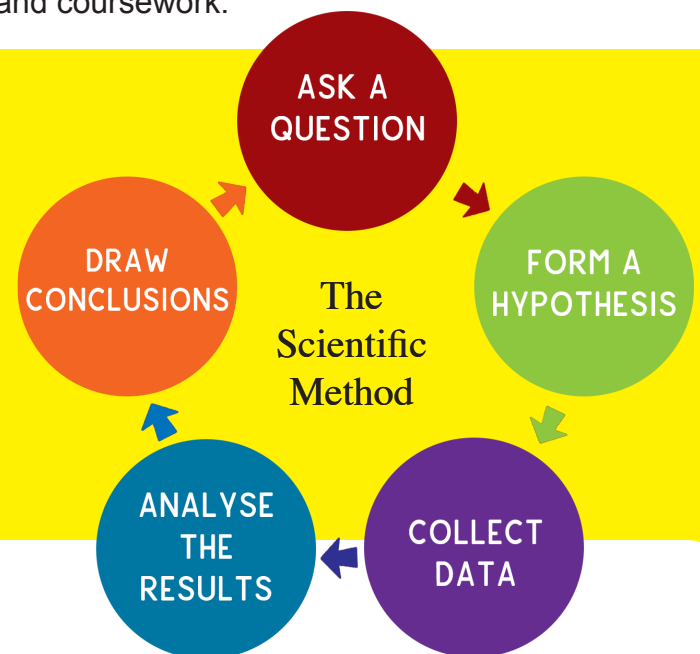 and coursework.
ASK A
QUESTION
FORM A
HYPOTHESIS
COLLECT
DATA
ANALYSE
THE
RESULTS
DRAW
CONCLUSIONS
The
Scientific
Method